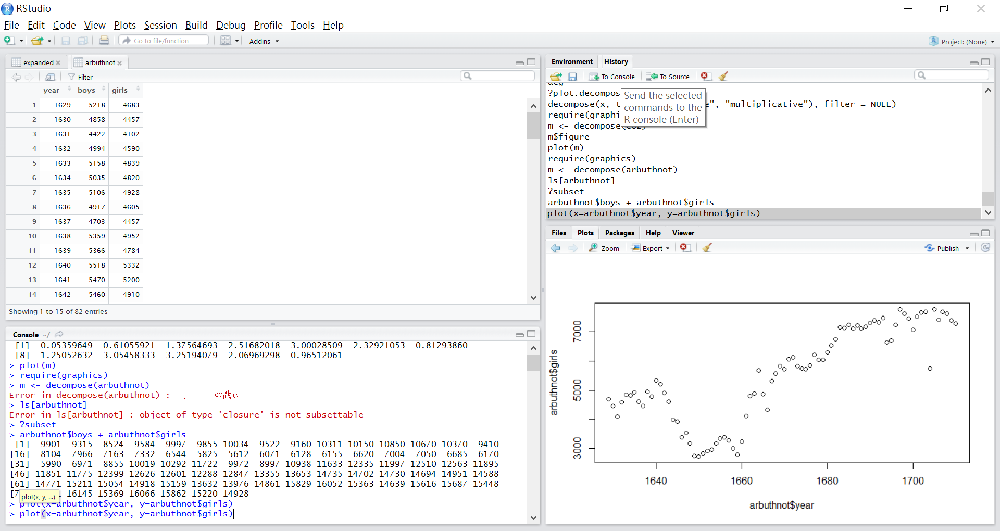 RStudio
File Edit Code View Plots Session Build Debug Profile Tools Help
Go to file/function Addins Project: (None)
expanded arbuthnot
Filter
year boys girls
1 1629 5218 4683
2 1630 4858 4457
3 1631 4422 4102
4 1632 4994 4590
5 1633 5158 4839
6 1634 5035 4820
7 1635 5106 4928
8 1636 4917 4605
9 1637 4703 4457
10 1638 5359 4952
11 1639 5366 4784
12 1640 5518 5332
13 1641 5470 5200
14 1642 5460 4910
Showing 1 to 15 of 82 entries
Console ~/
[1] -0.05359649 0.61055921 1.37564693 2.51682018 3.00028509 2.32921053 0.81293860
[8] -1.25052632 -3.05458333 -3.25194079 -2.06969298 -0.96512061
> plot(m)
> require(graphics)
> m <- decompose(arbuthnot)
Error in decompose(arbuthnot) :
> ls[arbuthnot]
Error in ls[arbuthnot] : object of type 'closure' is not subsettable
> ?subset
> arbuthnot$boys + arbuthnot$girls
[1] 9901 9315 8524 9584 9997 9855 10034 9522 9160 10311 10150 10850 10670 10370 9410
[16] 8104 7966 7163 7332 6544 5825 5612 6071 6128 6155 6620 7004 7050 6685 6170
[31] 5990 6971 8855 10019 10292 11722 9972 8997 10938 11633 12335 11997 12510 12563 11895
[46] 11851 11775 12399 12626 12601 12288 12847 13355 13653 14735 14702 14730 14694 14951 14588
[61] 14771 15211 15054 14918 15159 13632 13976 14861 15829 16052 15363 14639 15616 15687 15448
[7 16145 15369 16066 15862 15220 14928
plot(x, y, ...)
> plot(x=arbuthnot$year, y=arbuthnot$girls)
> plot(x=arbuthnot$year, y=arbuthnot$girls)
Environment History
To Console To Source
?plot.decompos
decompose(x, t e", "multiplicative"), filter = NULL)
require(graphi
m <- decompose(co2)
Send the selected
commands to the
R console (Enter)
m$figure
plot(m)
require(graphics)
m <- decompose(arbuthnot)
ls[arbuthnot]
?subset
arbuthnot$boys + arbuthnot$girls
plot(x=arbuthnot$year, y=arbuthnot$girls)
Files Plots Packages Help Viewer
Zoom Export Publish
arbuthnot$girls
7000
5000
3000
1640 1660 1680 1700
arbuthnot$year